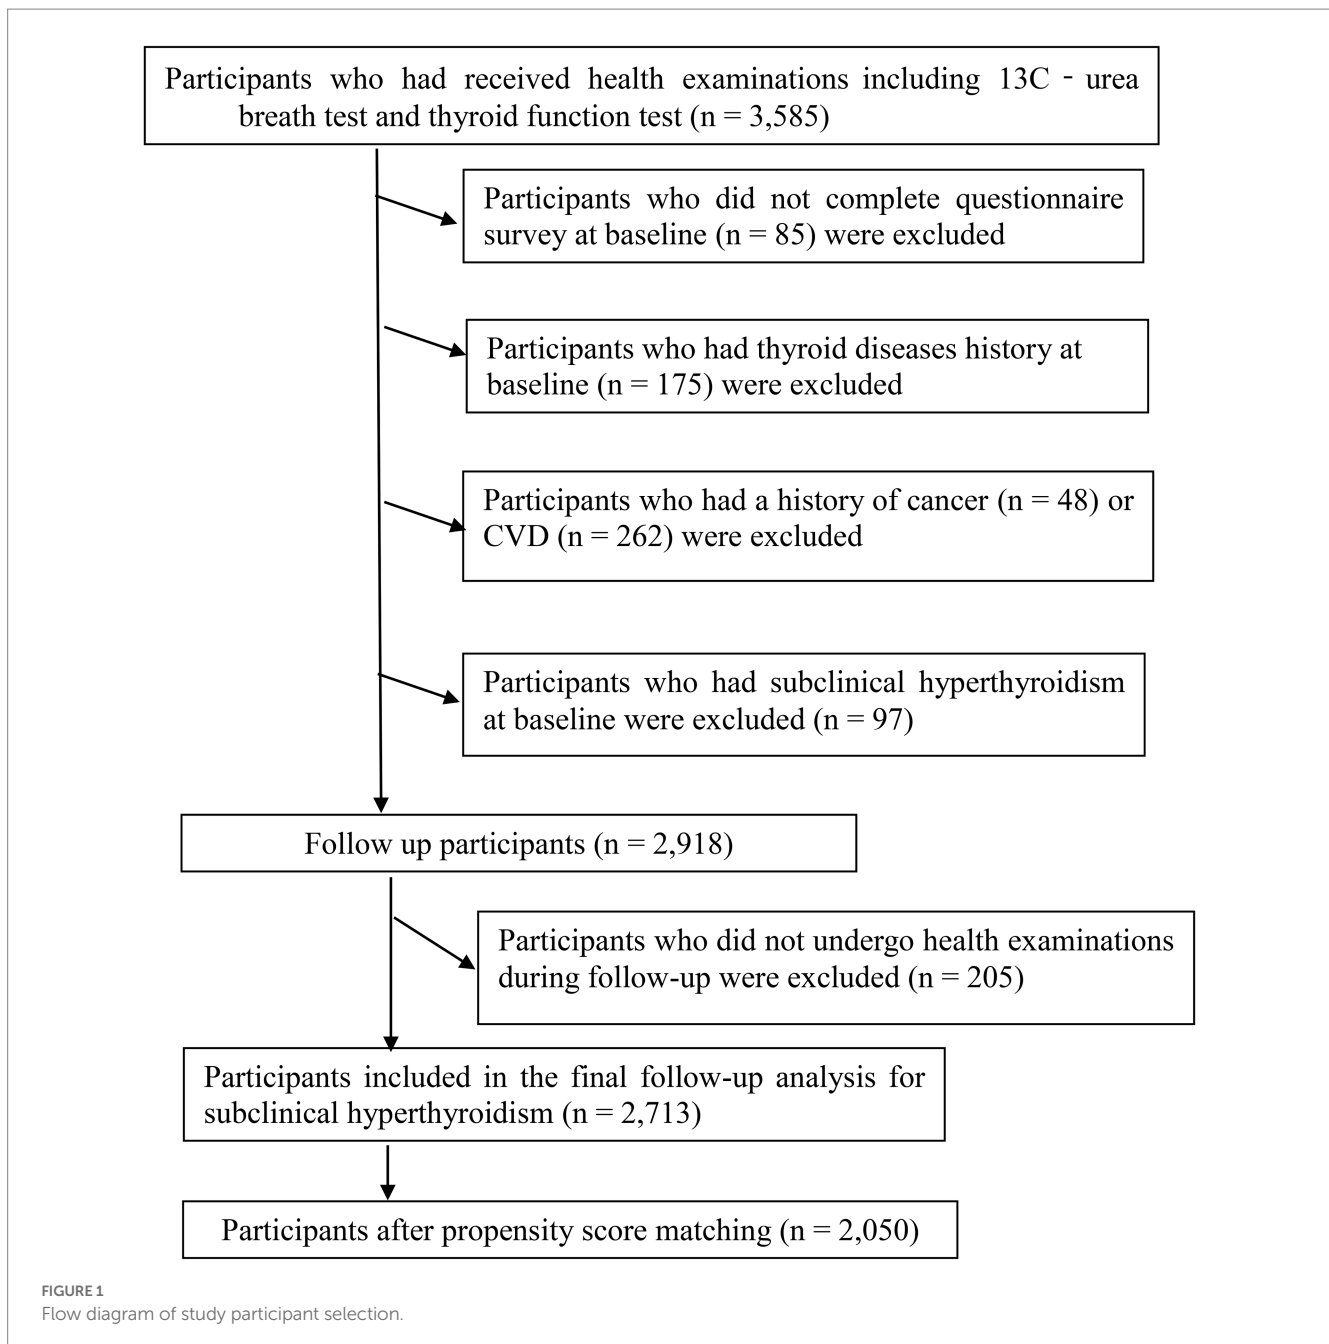 Participants who had received health examinations including 13C - urea
breath test and thyroid function test (n = 3,585)
Participants who did not complete questionnaire
survey at baseline (n = 85) were excluded
Participants who had thyroid diseases history at
baseline (n = 175) were excluded
Participants who had a history of cancer (n = 48) or
CVD (n = 262) were excluded
Participants who had subclinical hyperthyroidism
at baseline were excluded (n = 97)
Follow up participants (n = 2,918)
Participants who did not undergo health examinations
during follow-up were excluded (n = 205)
Participants included in the final follow-up analysis for
subclinical hyperthyroidism (n = 2,713)
Participants after propensity score matching (n = 2,050)
FIGURE 1
Flow diagram of study participant selection.